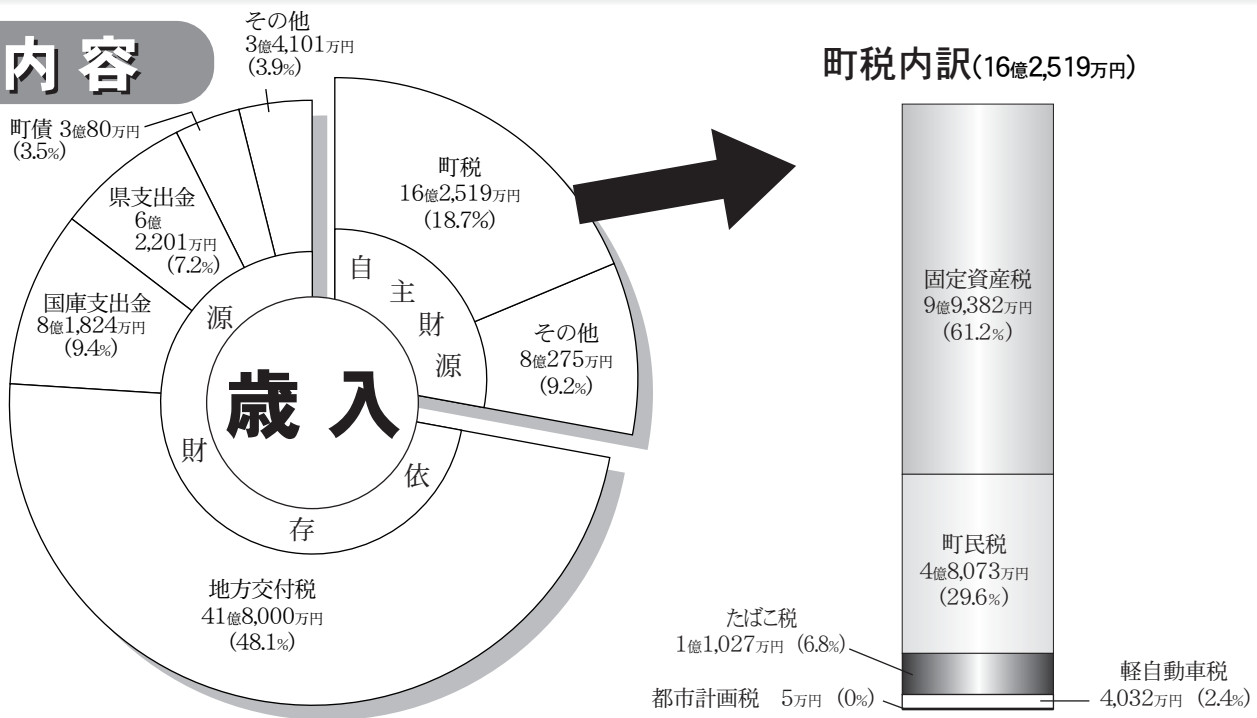 内容
その他
3億4,101万円
(3.9%)
町債 3億80万円
(3.5%)
県支出金
6億
2,201万円
(7.2%)
国庫支出金
8億1,824万円
(9.4%)
地方交付税
41億8,000万円
(48.1%)
町税
16億2,519万円
(18.7%)
その他
8億275万円
(9.2%)
自主財源
依存財源
歳入
町税内訳(16億2,519万円)
固定資産税
9億9,382万円
(61.2%)
町民税
4億8,073万円
(29.6%)
たばこ税
1億1,027万円 (6.8%)
軽自動車税
4,032万円 (2.4%)
都市計画税 5万円 (0%)